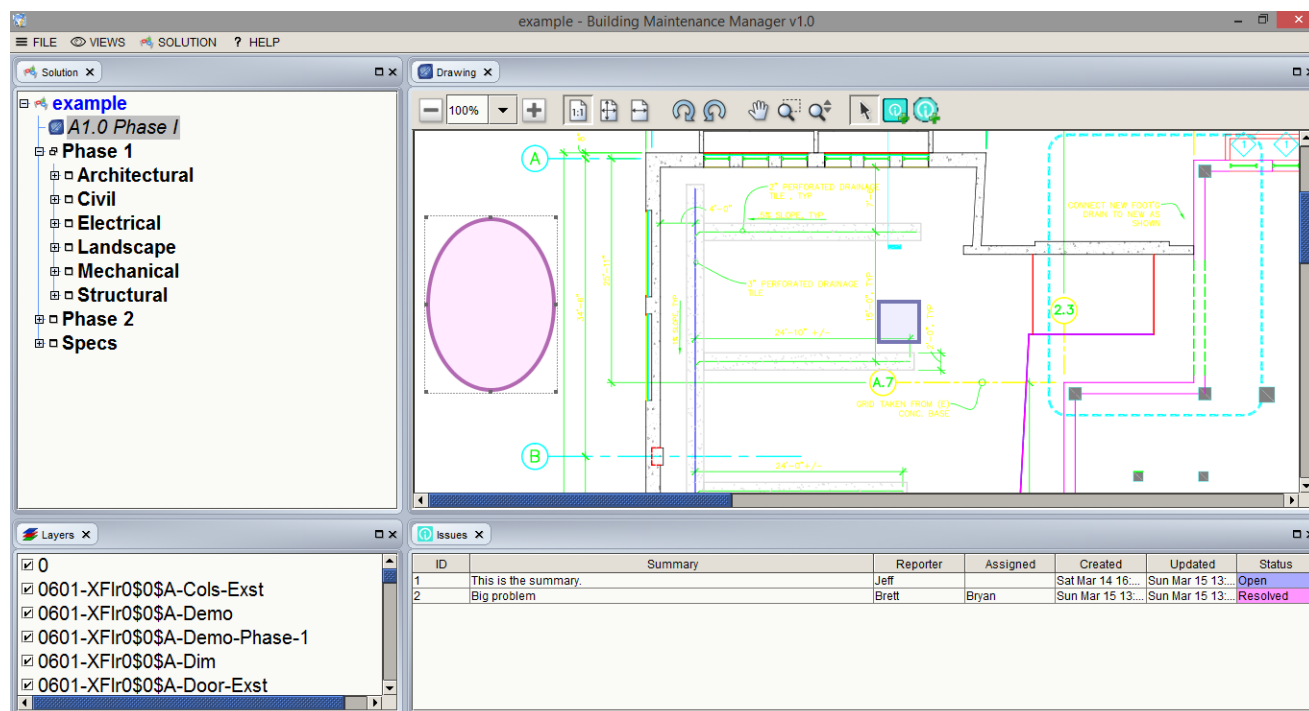 example - Building Maintenance Manager v1.0
FILE VIEWS SOLUTION ? HELP
Solution X
example
A1.0 Phase I
Phase 1
Architectural
Civil
Electrical
Landscape
Mechanical
Structural
Phase 2
Specs
Drawing X
100% 1:1
A
3" PERFORATED DRAINAGE
TILE , TYP
4'-0"
CONNECT NEW FOOT'G
DRAIN TO NEW AS
SHOWN
1 1
3" PERFORATED DRAINAGE
TILE
2.3
24'-10" +/-
A.7
GRID TAKEN FROM (E)
CONC. BASE
B
24'-0"+/-
Layers X
0
0601-XFlr0$0$A-Cols-Exst
0601-XFlr0$0$A-Demo
0601-XFlr0$0$A-Demo-Phase-1
0601-XFlr0$0$A-Dim
0601-XFlr0$0$A-Door-Exst
Issues X
ID Summary Reporter Assigned Created Updated Status
1 This is the summary. Jeff Sat Mar 14 16:... Sun Mar 15 13:... Open
2 Big problem Brett Bryan Sun Mar 15 13:... Sun Mar 15 13:... Resolved